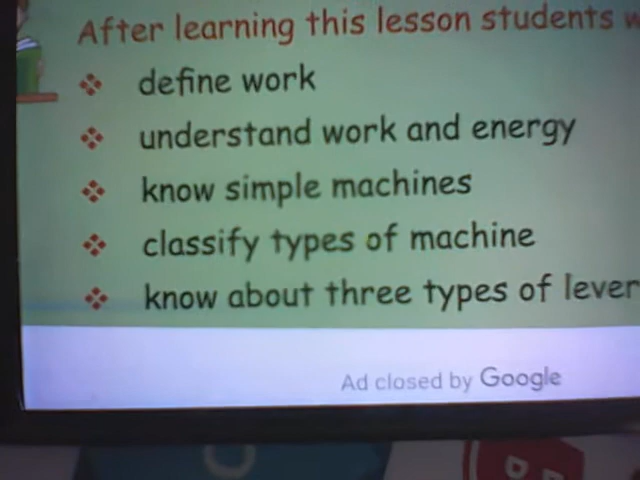 After learning this lesson students
define work
understand work and energy
know simple machines
classify types of machine
know about three types of lever
Ad closed by Google